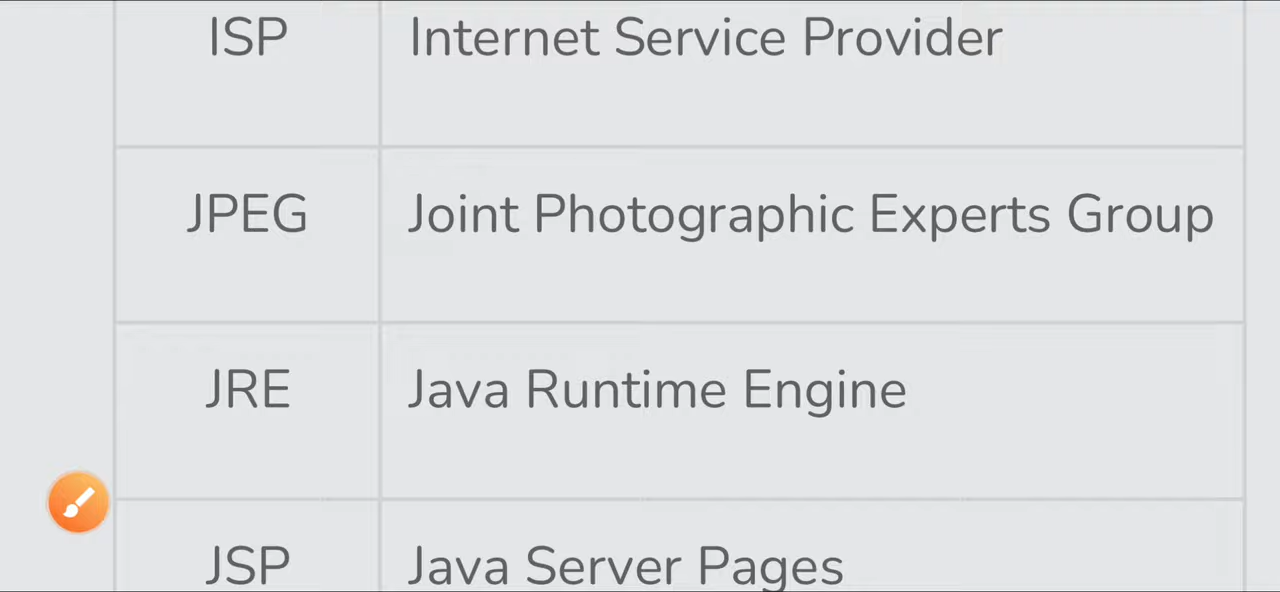 ISP Internet Service Provider
JPEG Joint Photographic Experts Group
JRE Java Runtime Engine
JSP Java Server Pages